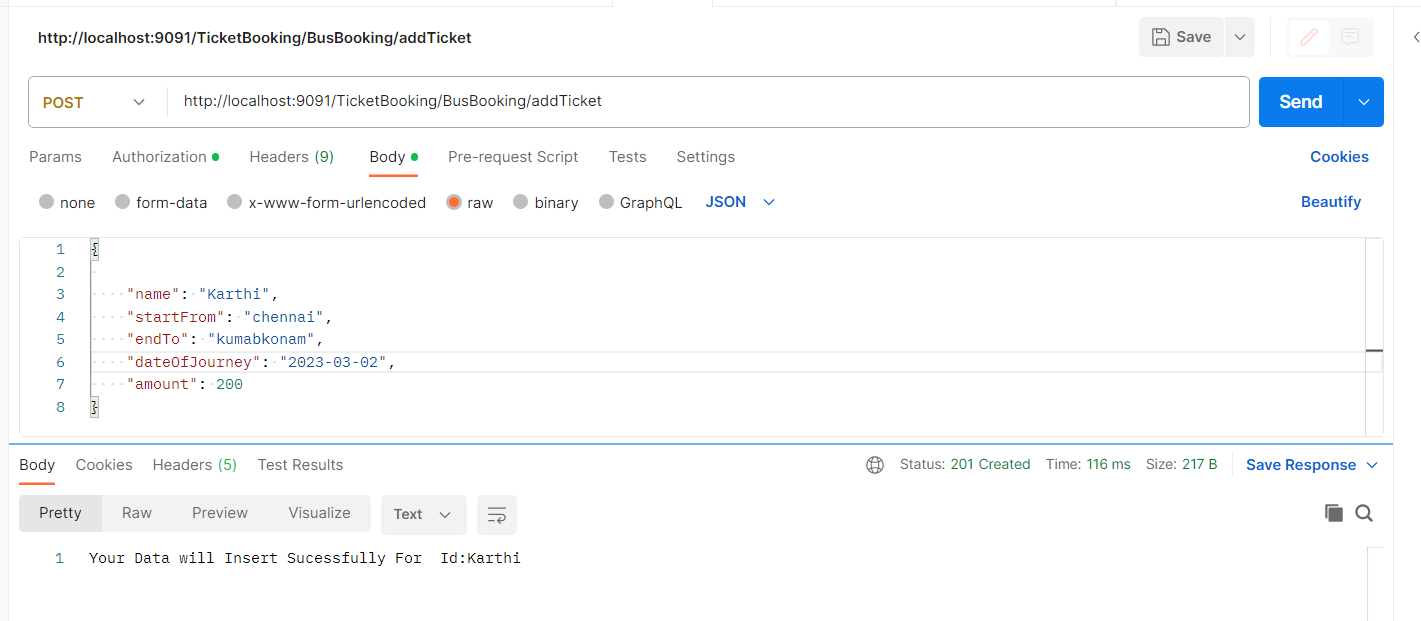 http://localhost:9091/TicketBooking/BusBooking/addTicket
Save
POST
http://localhost:9091/TicketBooking/BusBooking/addTicket
Send
Params Authorization Headers (9) Body Pre-request Script Tests Settings Cookies
none form-data x-www-form-urlencoded raw binary GraphQL JSON Beautify
1 {
2
3 "name": "Karthi",
4 "startFrom": "chennai",
5 "endTo": "kumabkonam",
6 "dateOfJourney": "2023-03-02",
7 "amount": 200
8 }
Body Cookies Headers (5) Test Results Status: 201 Created Time: 116 ms Size: 217 B Save Response
Pretty Raw Preview Visualize Text
1 Your Data will Insert Sucessfully For  Id:Karthi